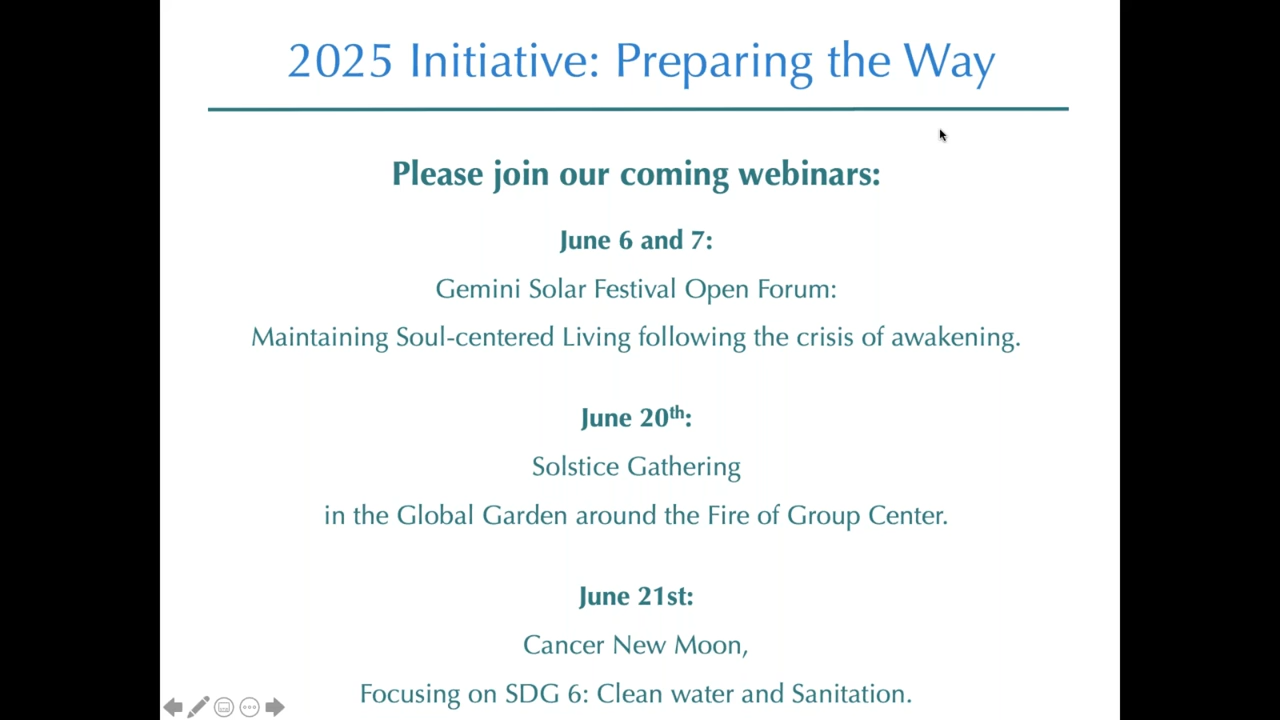 2025 Initiative: Preparing the Way
Please join our coming webinars:
June 6 and 7:
Gemini Solar Festival Open Forum:
Maintaining Soul-centered Living following the crisis of awakening.
June 20th:
Solstice Gathering
in the Global Garden around the Fire of Group Center.
June 21st:
Cancer New Moon,
Focusing on SDG 6: Clean water and Sanitation.